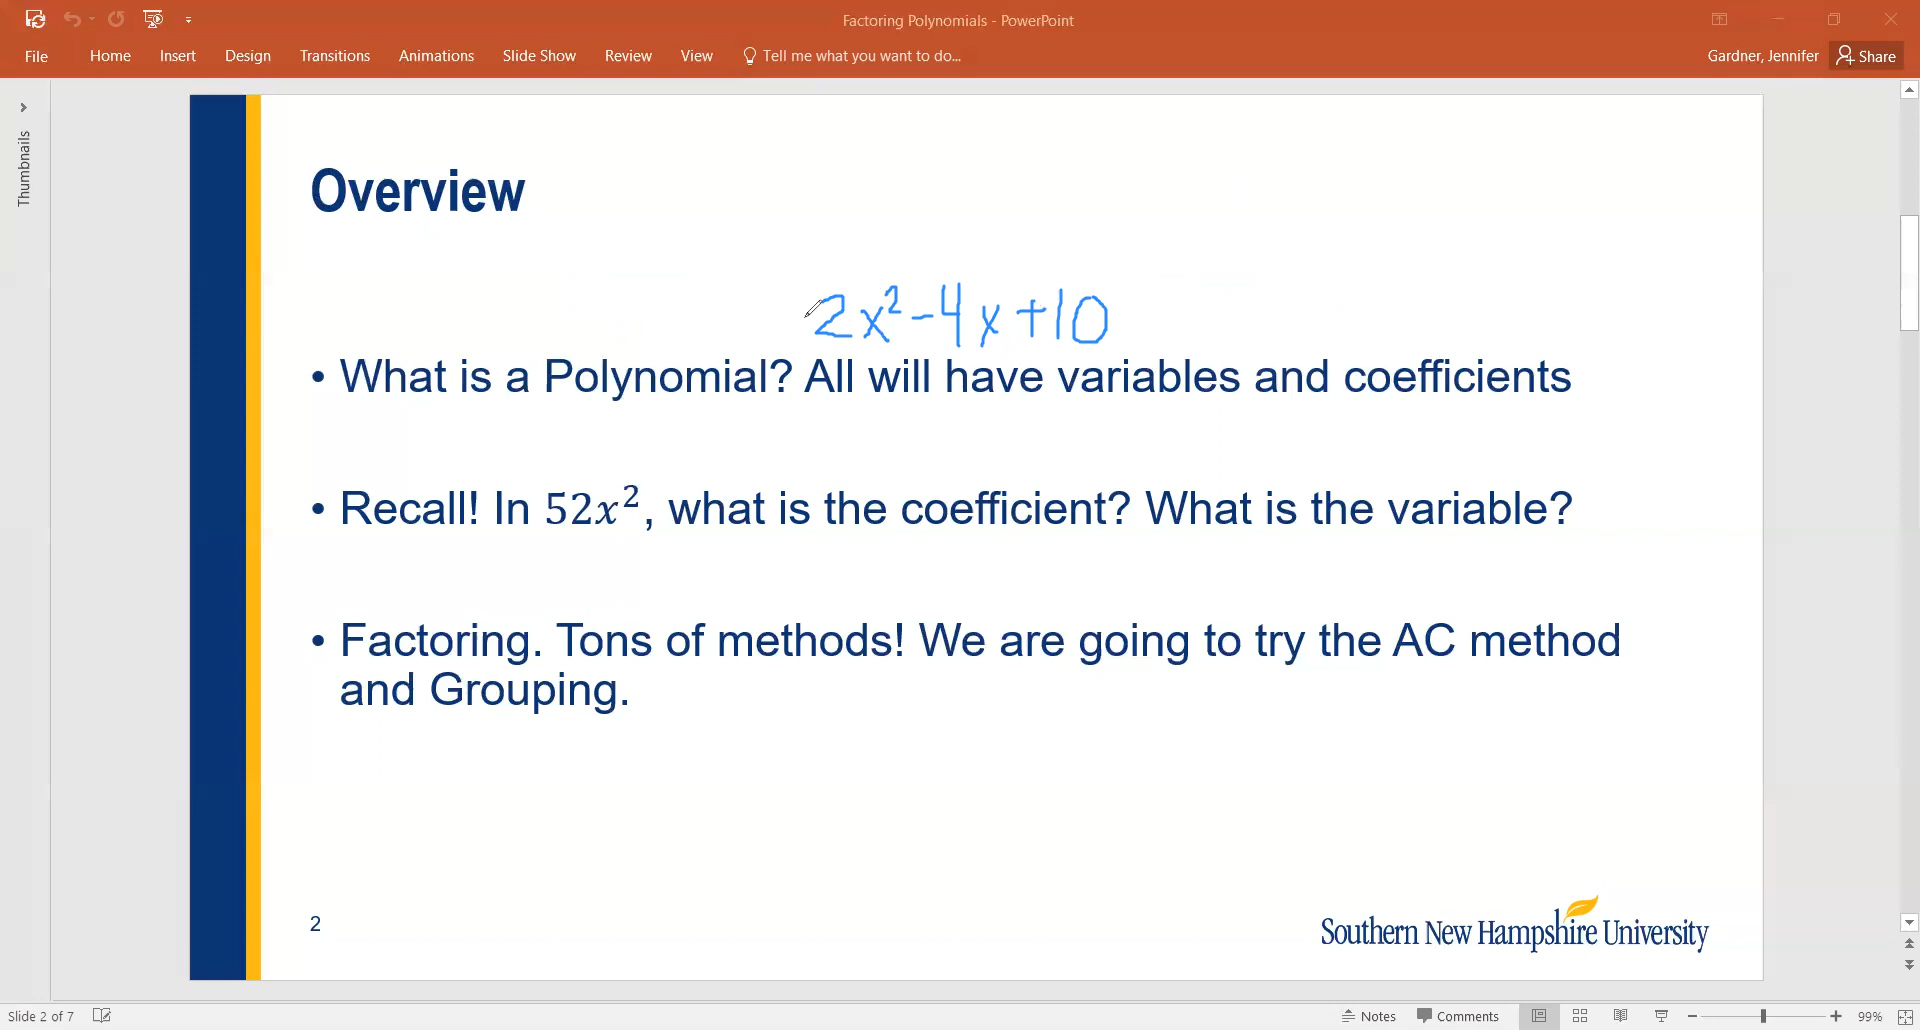 Factoring Polynomials - PowerPoint
File Home Insert Design Transitions Animations Slide Show Review View Tell me what you want to do... Gardner, Jennifer Share
Thumbnails
Overview
2x² - 4x + 10
• What is a Polynomial? All will have variables and coefficients
• Recall! In 52x², what is the coefficient? What is the variable?
• Factoring. Tons of methods! We are going to try the AC method
and Grouping.
2
Southern New Hampshire University
Slide 2 of 7 Notes Comments 99%